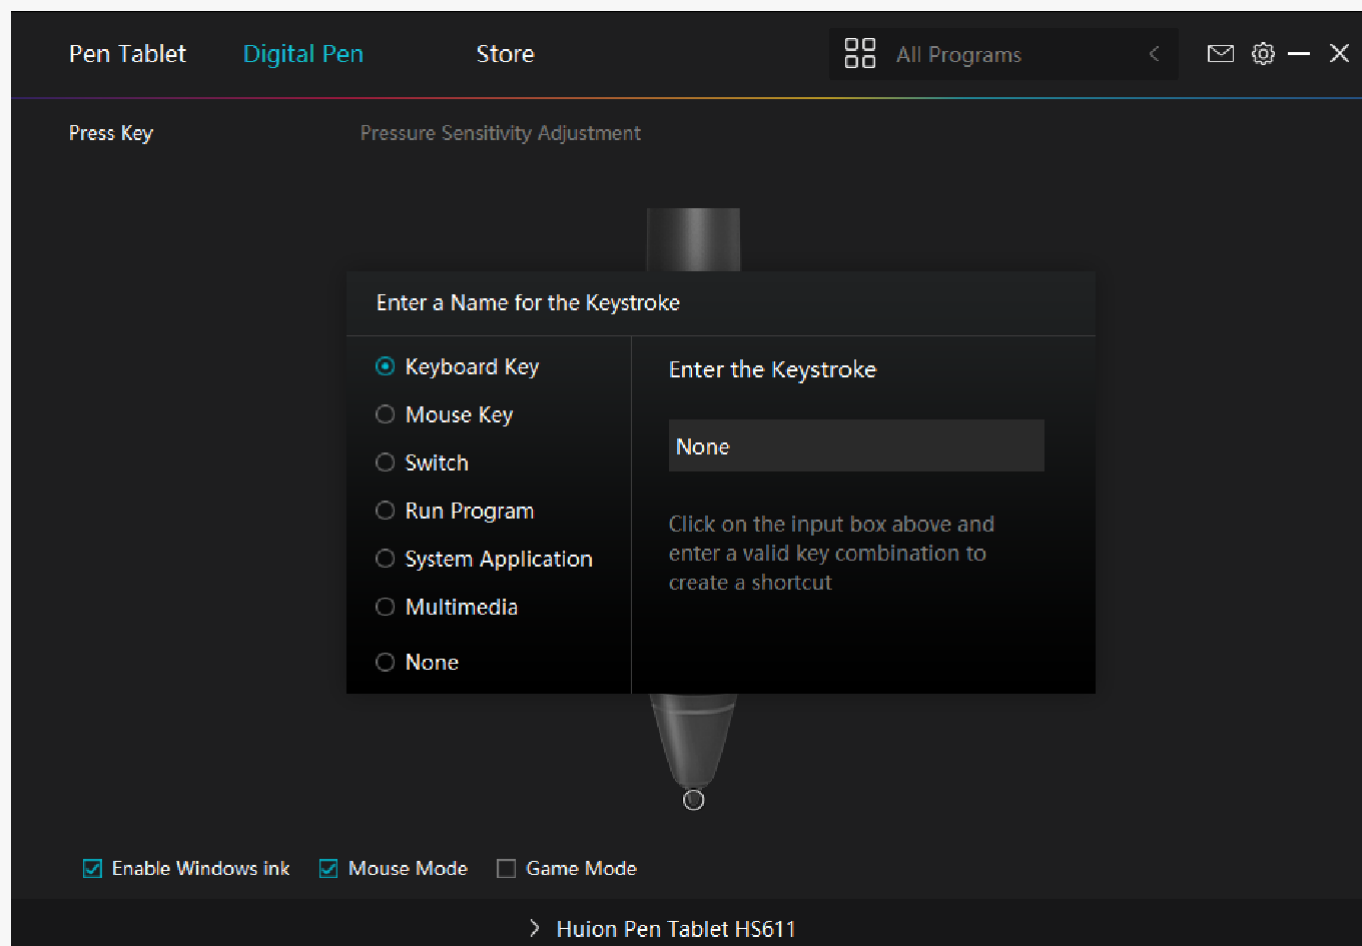 Pen Tablet Digital Pen Store All Programs
Press Key Pressure Sensitivity Adjustment
Enter a Name for the Keystroke
Keyboard Key
Mouse Key
Switch
Run Program
System Application
Multimedia
None
Enter the Keystroke
None
Click on the input box above and
enter a valid key combination to
create a shortcut
Enable Windows ink Mouse Mode Game Mode
Huion Pen Tablet HS611